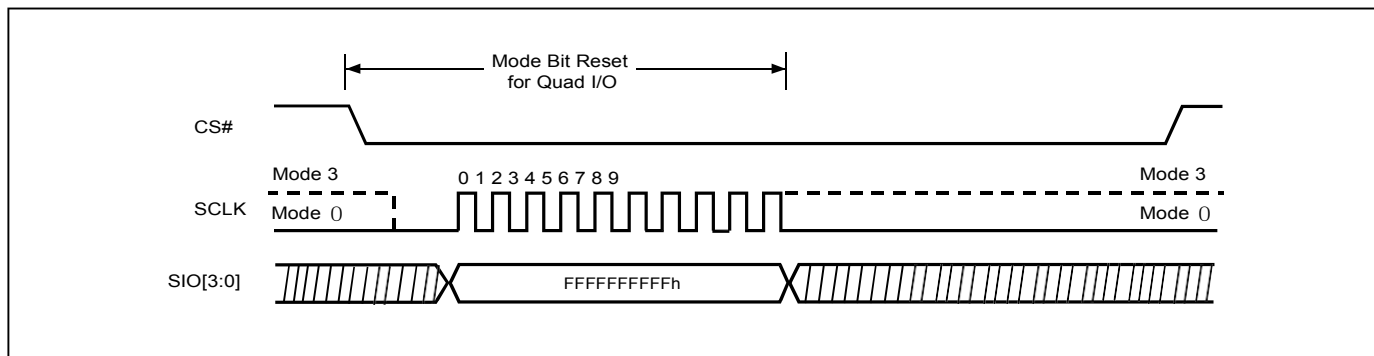 Mode Bit Reset
for Quad I/O
CS#
Mode 3
0 1 2 3 4 5 6 7 8 9
Mode 3
SCLK
Mode 0
Mode 0
SIO[3:0]
FFFFFFFFFFh